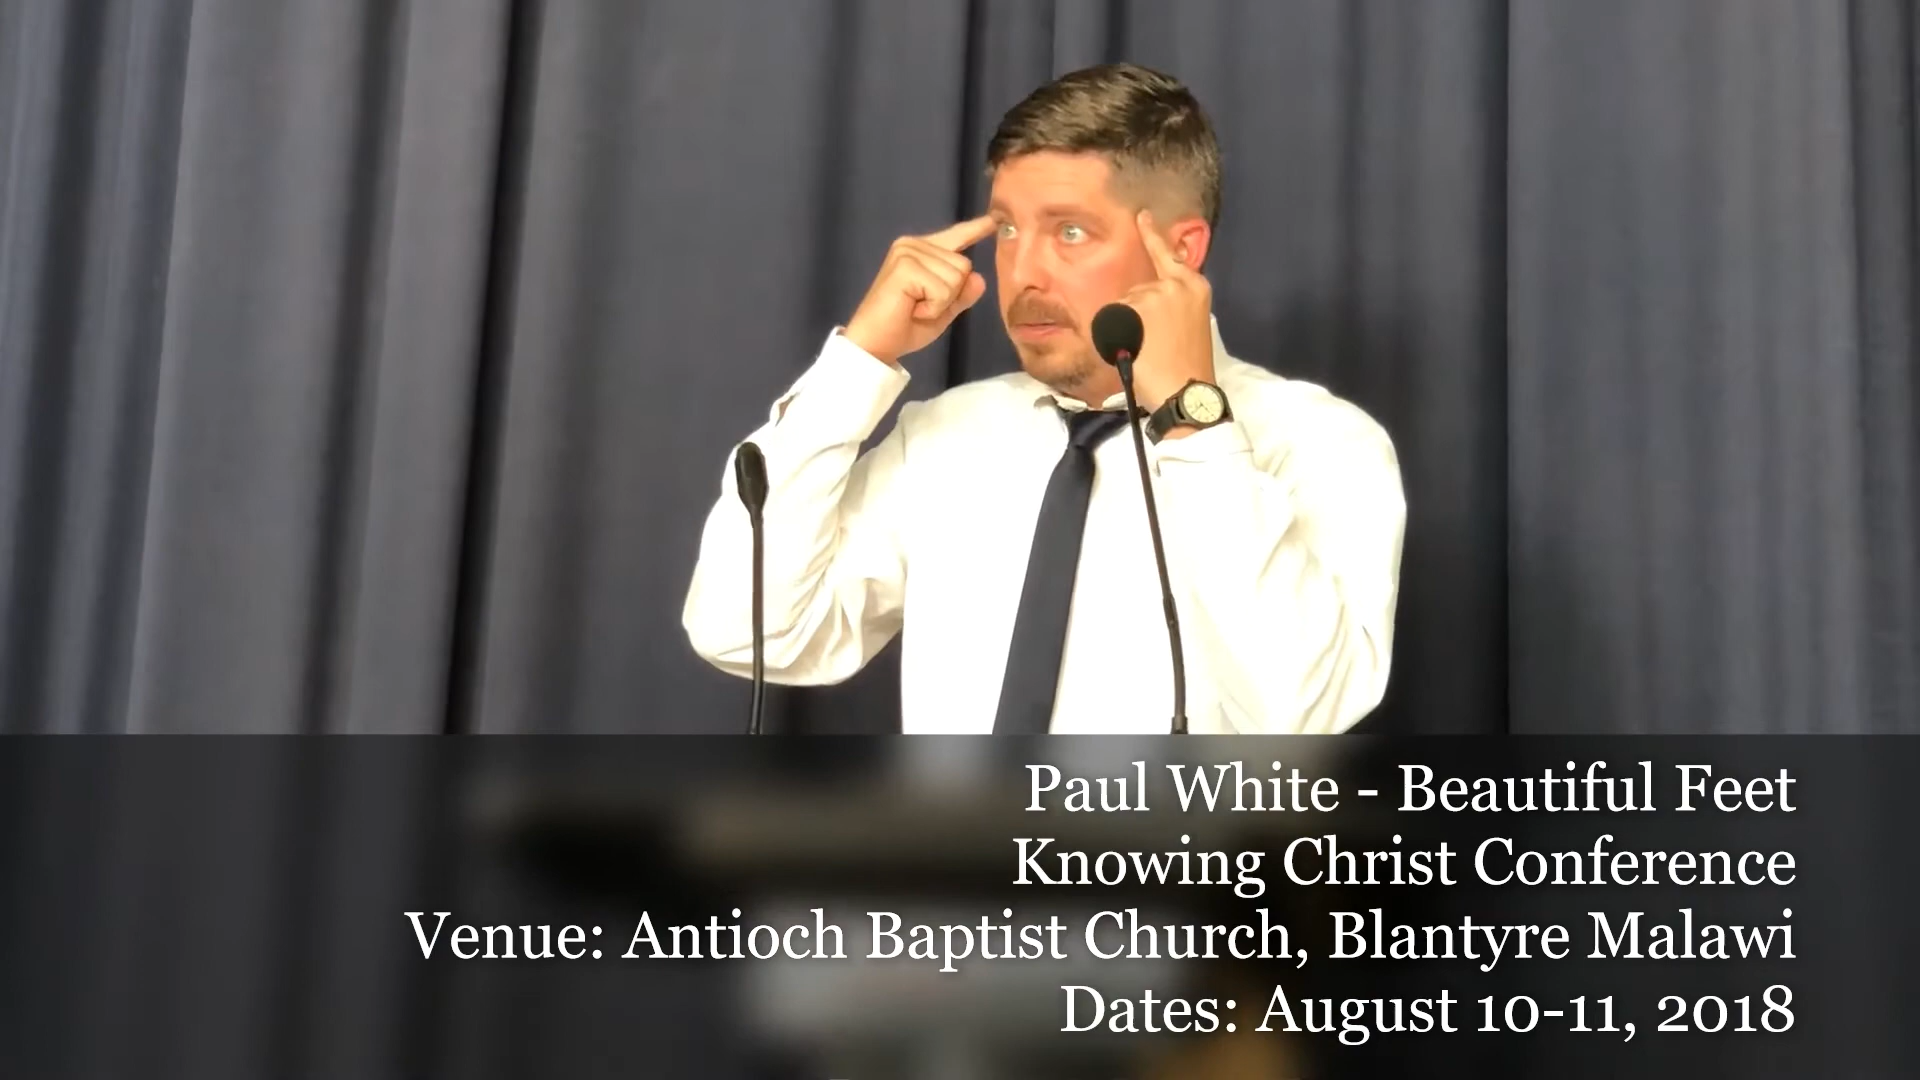 Paul White - Beautiful Feet
Knowing Christ Conference
Venue: Antioch Baptist Church, Blantyre Malawi
Dates: August 10-11, 2018